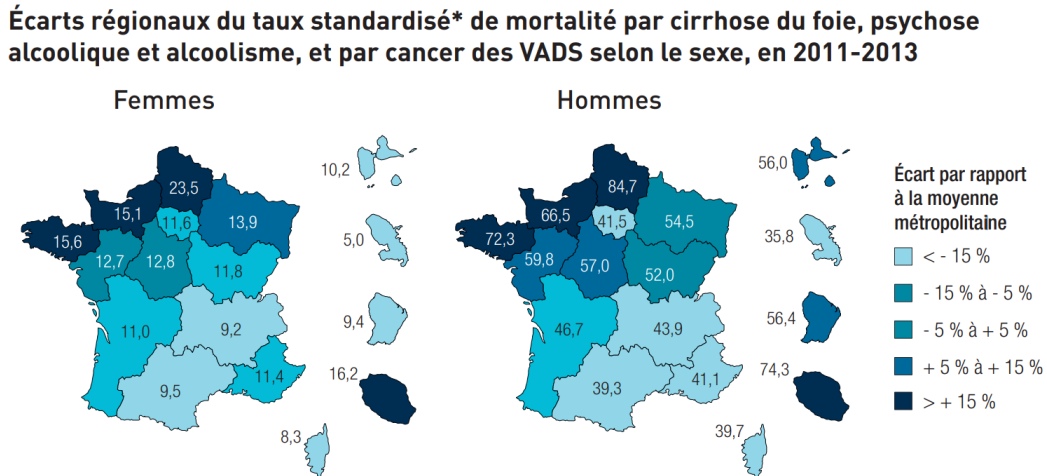 Écarts régionaux du taux standardisé* de mortalité par cirrhose du foie, psychose
alcoolique et alcoolisme, et par cancer des VADS selon le sexe, en 2011-2013
Femmes
10,2
23,5
15,1
11,6
13,9
15,6
5,0
12,7
12,8
11,8
11,0
9,2
9,4
9,5
11,4
16,2
8,3
Hommes
56,0
84,7
66,5
41,5
54,5
72,3
35,8
59,8
57,0
52,0
46,7
43,9
56,4
39,3
41,1
74,3
39,7
Écart par rapport
à la moyenne
métropolitaine
< - 15 %
- 15 % à - 5 %
- 5 % à + 5 %
+ 5 % à + 15 %
> + 15 %